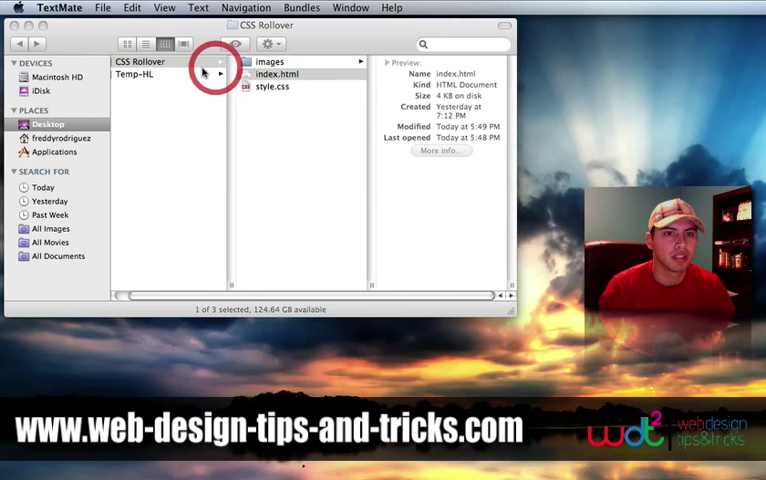 TextMate File Edit View Text Navigation Bundles Window Help
CSS Rollover
DEVICES
Macintosh HD
iDisk
PLACES
Desktop
freddyrodriguez
Applications
SEARCH FOR
Today
Yesterday
Past Week
All Images
All Movies
All Documents
CSS Rollover
Temp-HL
images
index.html
style.css
Preview:
Name index.html
Kind HTML Document
Size 4 KB on disk
Created Yesterday at
7:12 PM
Modified Today at 5:49 PM
Last opened Today at 5:48 PM
More info...
1 of 3 selected, 124.64 GB available
www.web-design-tips-and-tricks.com
wdt2
webdesign
tips&tricks